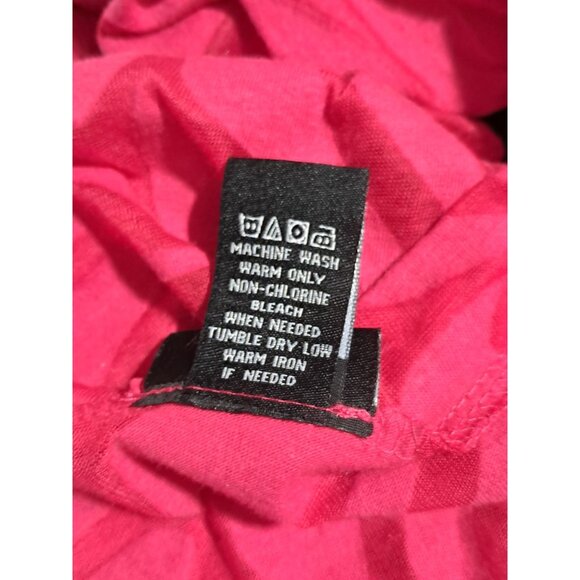 MACHINE WASH
WARM ONLY
NON-CHLORINE
BLEACH
WHEN NEEDED
TUMBLE DRY LOW
WARM IRON
IF NEEDED